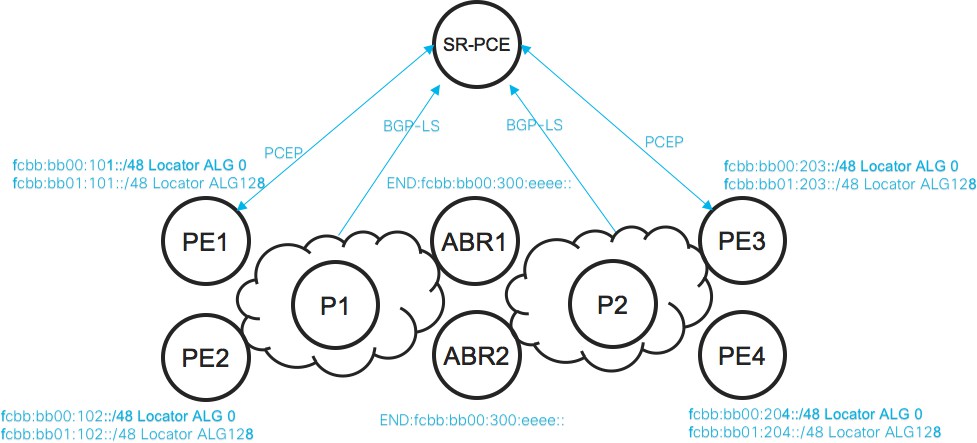 SR-PCE
BGP-LS
BGP-LS
PCEP
PCEP
fcbb:bb00:101::/48 Locator ALG 0
fcbb:bb01:101::/48 Locator ALG128
END:fcbb:bb00:300:eeee::
fcbb:bb00:203::/48 Locator ALG 0
fcbb:bb01:203::/48 Locator ALG128
PE1
ABR1
PE3
P1
P2
PE2
ABR2
PE4
fcbb:bb00:102::/48 Locator ALG 0
fcbb:bb01:102::/48 Locator ALG128
END:fcbb:bb00:300:eeee::
fcbb:bb00:204::/48 Locator ALG 0
fcbb:bb01:204::/48 Locator ALG128